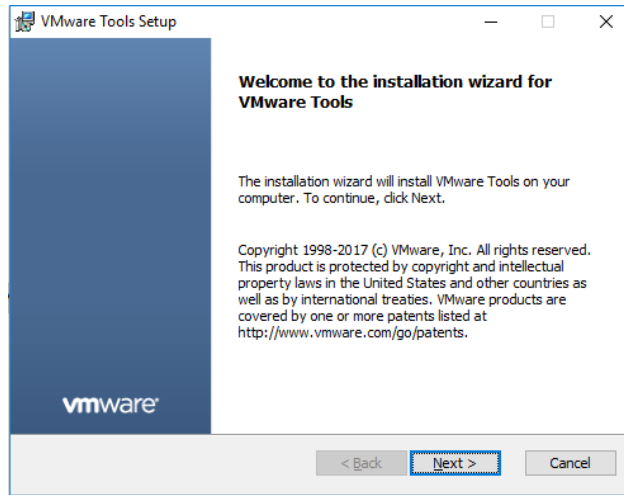 VMware Tools Setup
Welcome to the installation wizard for
VMware Tools
The installation wizard will install VMware Tools on your
computer. To continue, click Next.
Copyright 1998-2017 (c) VMware, Inc. All rights reserved.
This product is protected by copyright and intellectual
property laws in the United States and other countries as
well as by international treaties. VMware products are
covered by one or more patents listed at
http://www.vmware.com/go/patents.
vmware
< Back Next > Cancel